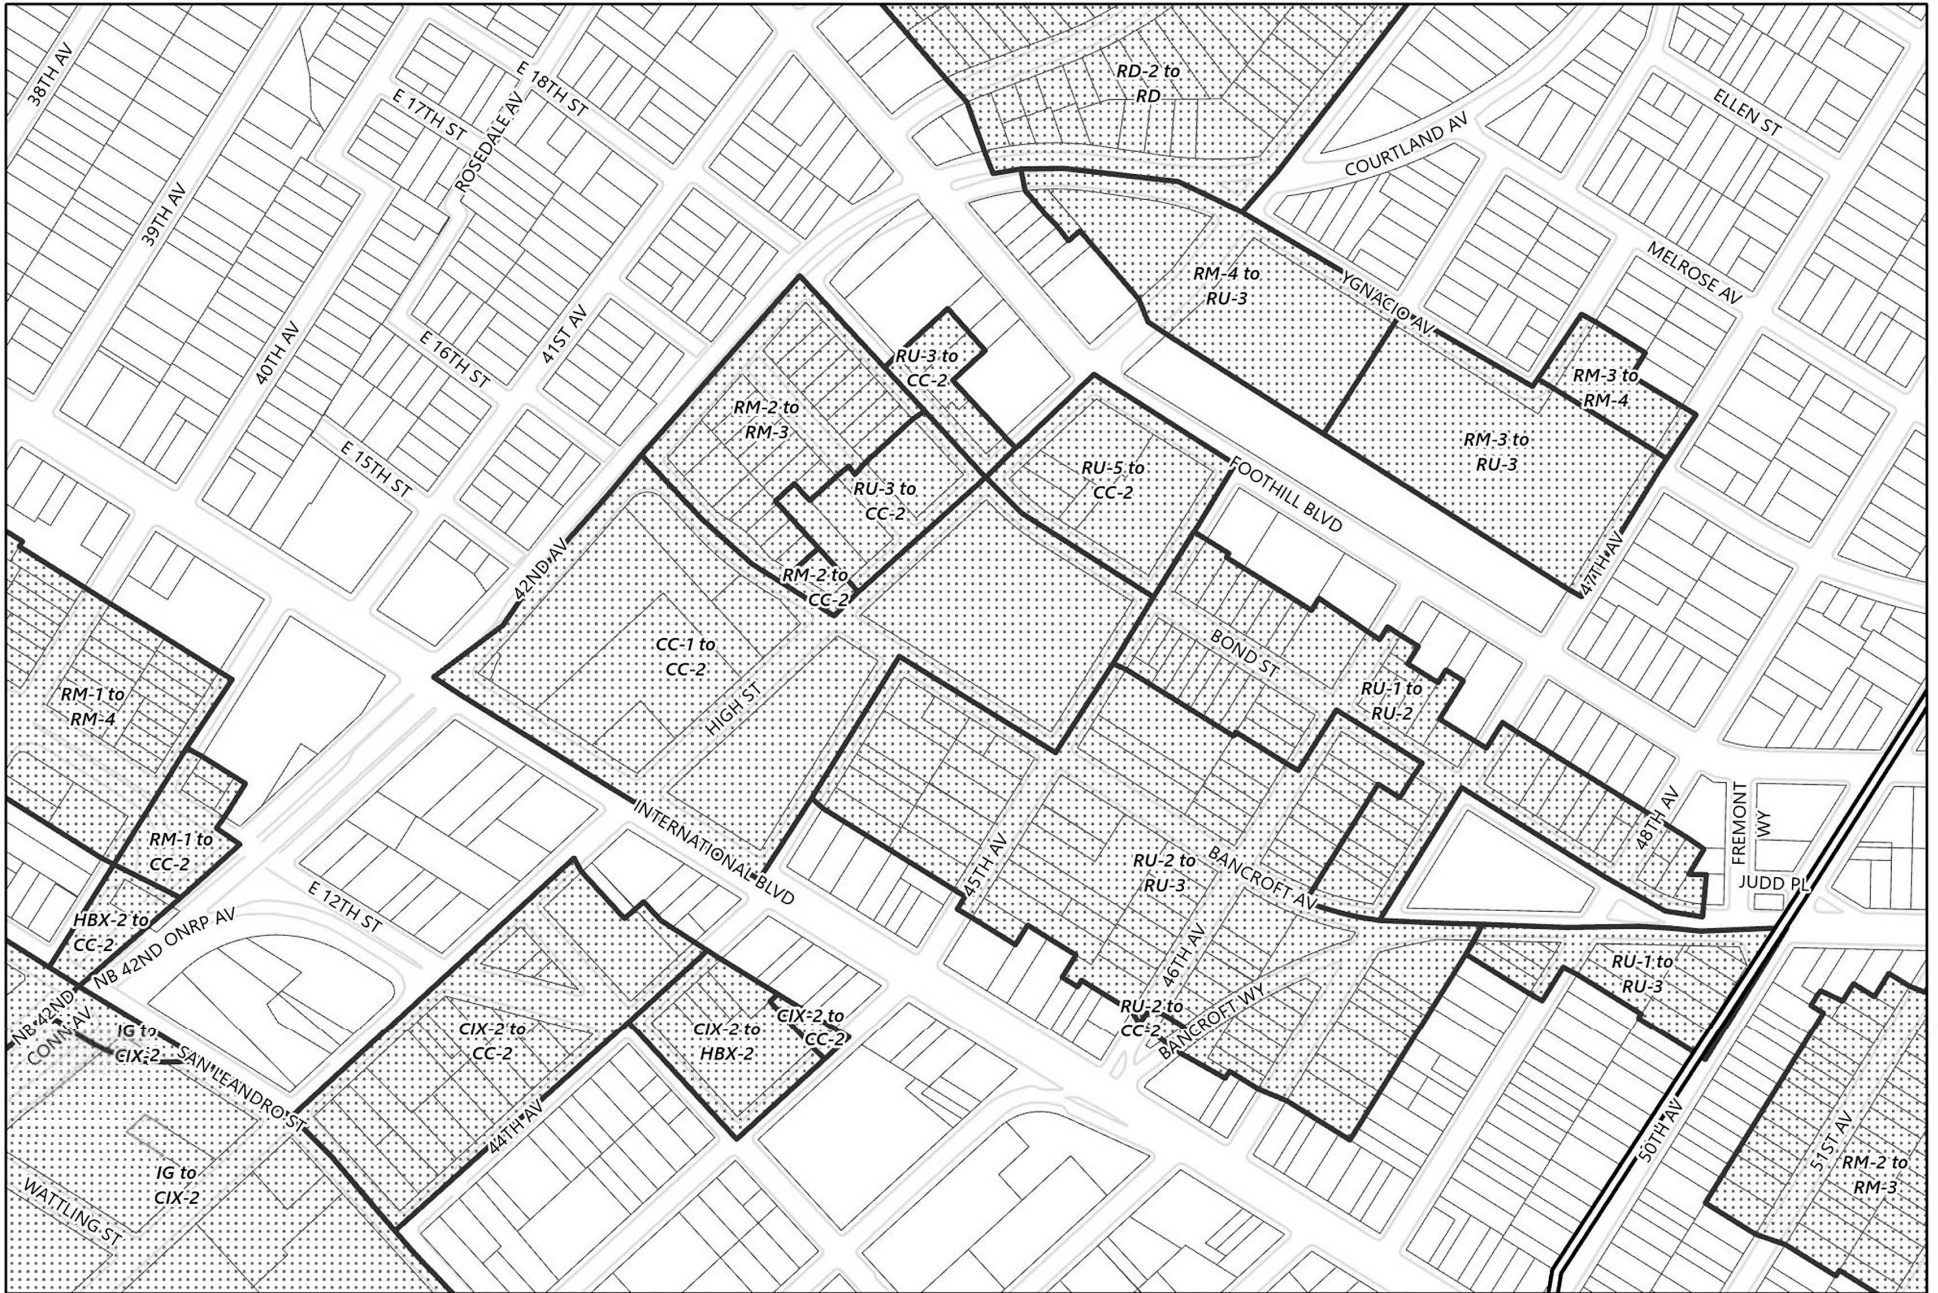 RD-2 to
RD
38TH AV
E 18TH ST
E 17TH ST
ROSEDALE AV
ELLEN ST
COURTLAND AV
39TH AV
MELROSE AV
RM-4 to
RU-3
YGNACIO AV
40TH AV
41ST AV
E 16TH ST
RU-3 to
CC-2
RM-3 to
RM-4
RM-2 to
RM-3
RM-3 to
RU-3
E 15TH ST
RU-5 to
CC-2
RU-3 to
CC-2
FOOTHILL BLVD
42ND AV
RM-2 to
CC-2
47TH AV
CC-1 to
CC-2
BOND ST
RM-1 to
RM-4
HIGH ST
RU-1 to
RU-2
RM-1 to
CC-2
INTERNATIONAL BLVD
45TH AV
RU-2 to
RU-3
BANCROFT AV
48TH AV
FREMONT
WY
JUDD PL
HBX-2 to
CC-2
E 12TH ST
NB 42ND ONRP AV
46TH AV
RU-1 to
RU-3
NB 42ND
CONN AV
IG to
CIX-2
SAN LEANDRO ST
CIX-2 to
CC-2
CIX-2 to
HBX-2
CIX-2 to
CC-2
RU-2 to
CC-2
BANCROFT WY
44TH AV
50TH AV
51ST AV
IG to
CIX-2
WATTLING ST
RM-2 to
RM-3